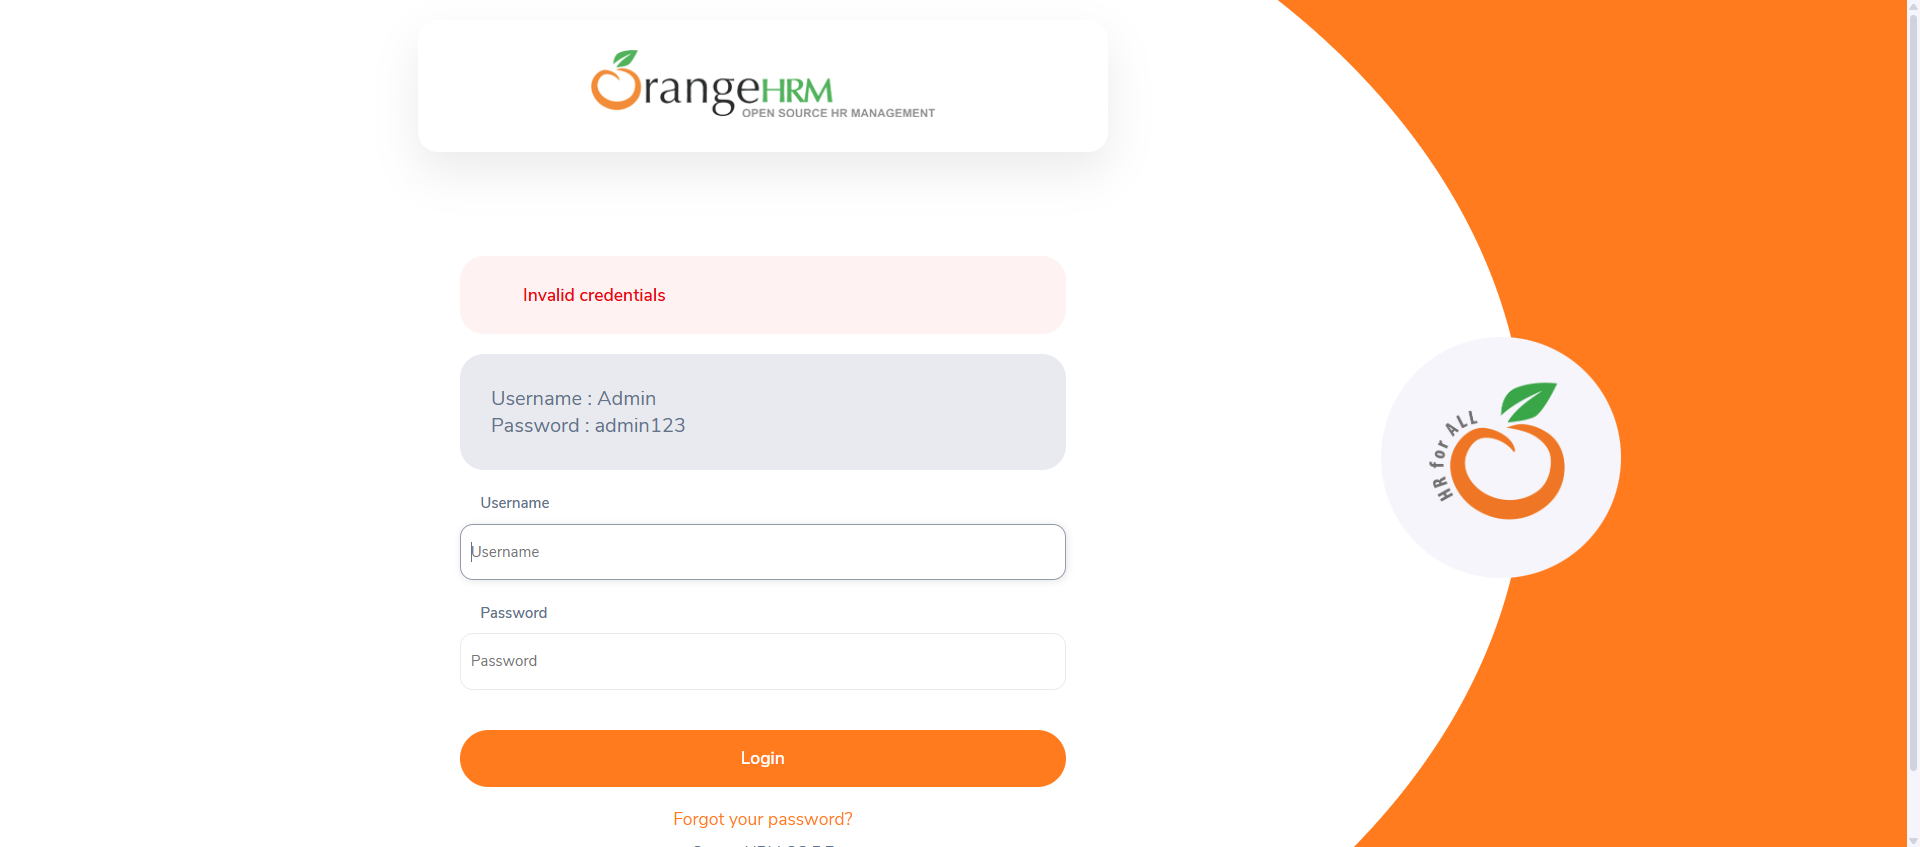 OrangeHRM
OPEN SOURCE HR MANAGEMENT
Invalid credentials
Username : Admin
Password : admin123
Username
Username
Password
Password
Login
Forgot your password?
HR for ALL